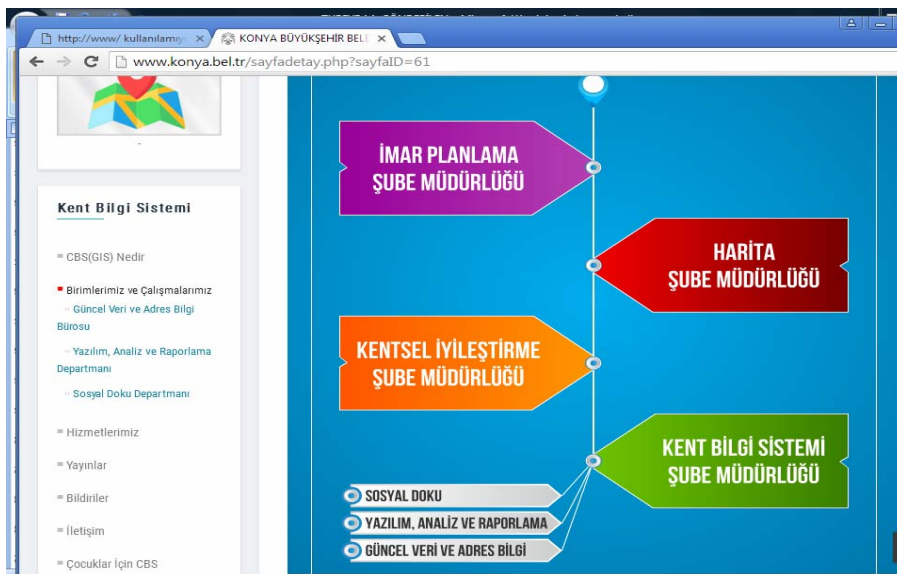 http://www/ kullanılamıy
KONYA BÜYÜKŞEHİR BELE
www.konya.bel.tr/sayfadetay.php?sayfaID=61
Kent Bilgi Sistemi
CBS(GIS) Nedir
Birimlerimiz ve Çalışmalarımız
Güncel Veri ve Adres Bilgi
Bürosu
Yazılım, Analiz ve Raporlama
Departmanı
Sosyal Doku Departmanı
Hizmetlerimiz
Yayınlar
Bildiriler
İletişim
Çocuklar İçin CBS
İMAR PLANLAMA
ŞUBE MÜDÜRLÜĞÜ
HARİTA
ŞUBE MÜDÜRLÜĞÜ
KENTSEL İYİLEŞTİRME
ŞUBE MÜDÜRLÜĞÜ
KENT BİLGİ SİSTEMİ
ŞUBE MÜDÜRLÜĞÜ
SOSYAL DOKU
YAZILIM, ANALİZ VE RAPORLAMA
GÜNCEL VERİ VE ADRES BİLGİ